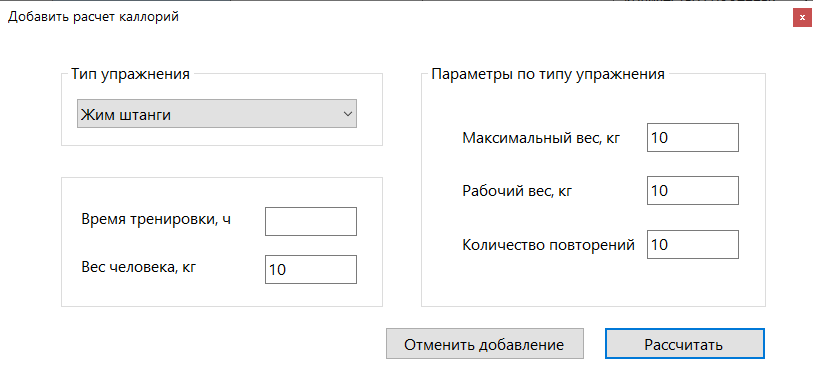 Добавить расчет каллорий
x
Тип упражнения
Жим штанги
Время тренировки, ч
Вес человека, кг 10
Параметры по типу упражнения
Максимальный вес, кг 10
Рабочий вес, кг 10
Количество повторений 10
Отменить добавление
Рассчитать